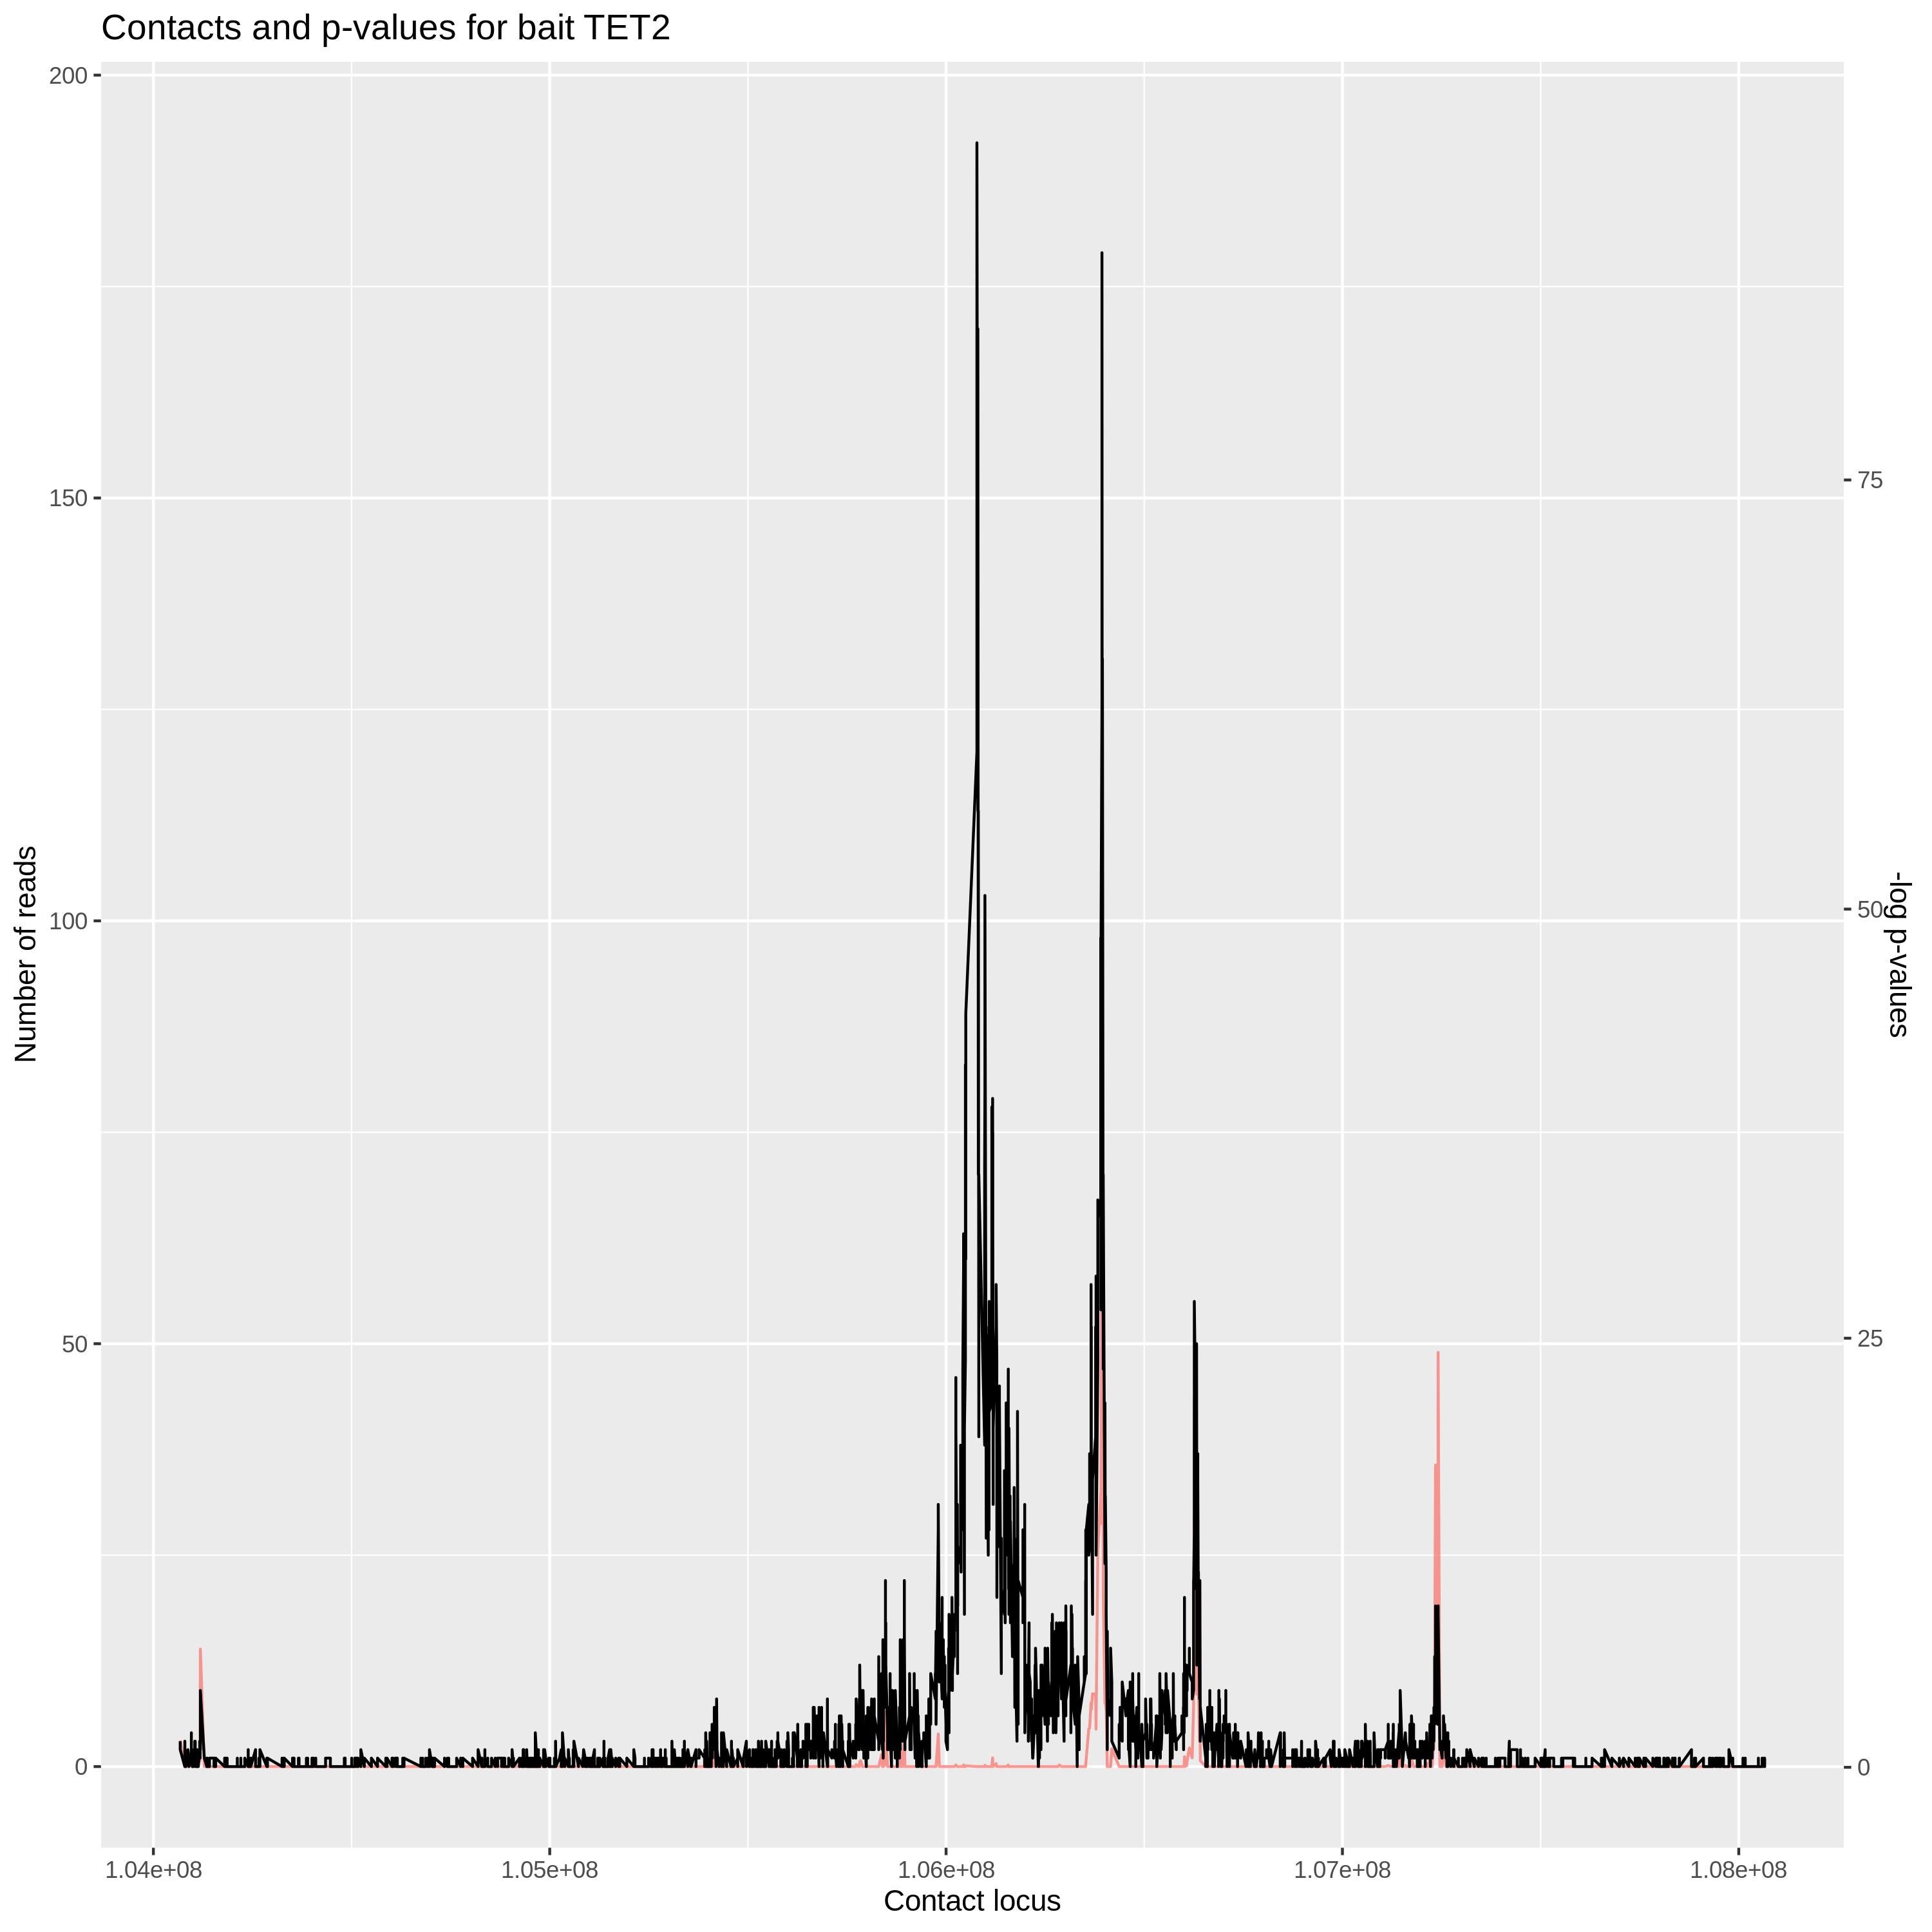 Contacts and p-values for bait TET2
200
150
100
50
0
75
50
25
0
Number of reads
-log p-values
1.04e+08
1.05e+08
1.06e+08
1.07e+08
1.08e+08
Contact locus